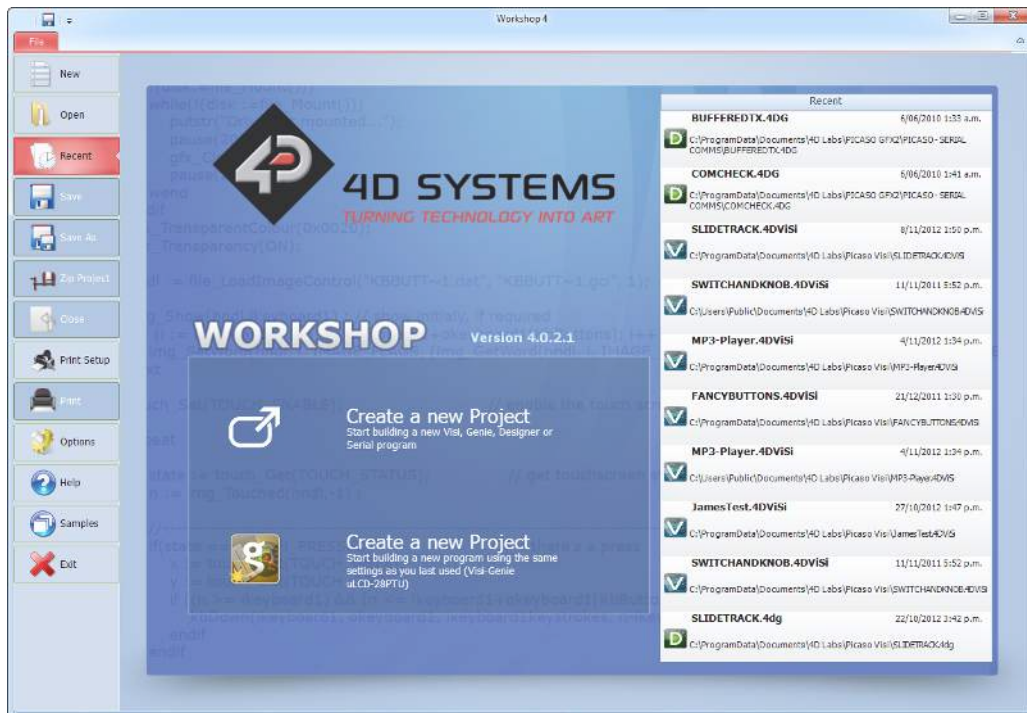 Workshop 4
File
New
Open
Recent
Save
Save As
Zip Project
Close
Print Setup
Print
Options
Help
Samples
Exit
4D SYSTEMS
TURNING TECHNOLOGY INTO ART
WORKSHOP Version 4.0.2.1
Create a new Project
Start building a new Visi, Genie, Designer or
Serial program
Create a new Project
Start building a new program using the same
settings as you last used (Visi-Genie
uLCD-28PTU)
Recent
BUFFEREDTX.4DG 6/06/2010 1:33 a.m.
C:\ProgramData\Documents\4D Labs\PICASO GFX2\PICASO - SERIAL
COMMS\BUFFEREDTX.4DG
COMCHECK.4DG 6/06/2010 1:41 a.m.
C:\ProgramData\Documents\4D Labs\PICASO GFX2\PICASO - SERIAL
COMMS\COMCHECK.4DG
SLIDETRACK.4DViSi 8/11/2012 1:50 p.m.
C:\ProgramData\Documents\4D Labs\Picaso Visi\SLIDETRACK.4DViSi
SWITCHANDKNOB.4DViSi 11/11/2011 5:52 p.m.
C:\Users\Public\Documents\4D Labs\Picaso Visi\SWITCHANDKNOB.4DViSi
MP3-Player.4DViSi 4/11/2012 1:34 p.m.
C:\ProgramData\Documents\4D Labs\Picaso Visi\MP3-Player.4DViSi
FANCYBUTTONS.4DViSi 21/12/2011 1:30 p.m.
C:\ProgramData\Documents\4D Labs\Picaso Visi\FANCYBUTTONS.4DViSi
MP3-Player.4DViSi 4/11/2012 1:34 p.m.
C:\Users\Public\Documents\4D Labs\Picaso Visi\MP3-Player.4DViSi
JamesTest.4DViSi 27/10/2012 1:47 p.m.
C:\ProgramData\Documents\4D Labs\Picaso Visi\JamesTest.4DViSi
SWITCHANDKNOB.4DViSi 11/11/2011 5:52 p.m.
C:\ProgramData\Documents\4D Labs\Picaso Visi\SWITCHANDKNOB.4DViSi
SLIDETRACK.4dg 22/10/2012 3:42 p.m.
C:\ProgramData\Documents\4D Labs\Picaso Visi\SLIDETRACK.4dg